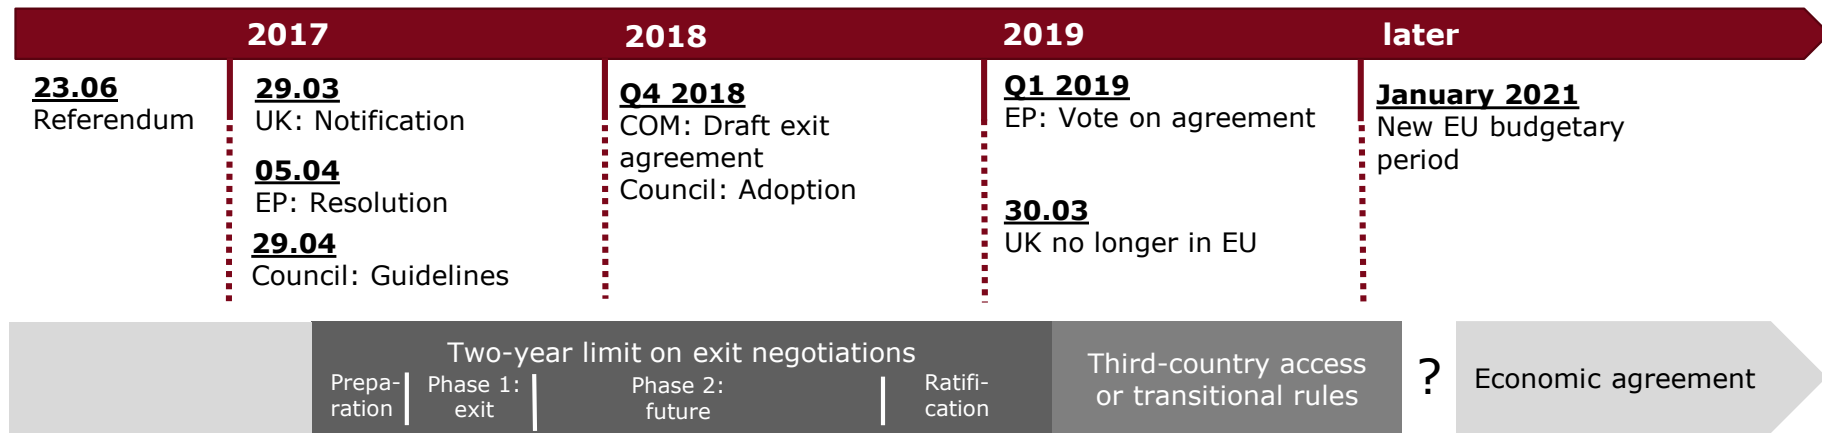 2017
2018
2019
later
23.06
Referendum
29.03
UK: Notification
05.04
EP: Resolution
29.04
Council: Guidelines
Q4 2018
COM: Draft exit
agreement
Council: Adoption
Q1 2019
EP: Vote on agreement
30.03
UK no longer in EU
January 2021
New EU budgetary
period
Two-year limit on exit negotiations
Prepa-
ration
Phase 1:
exit
Phase 2:
future
Ratifi-
cation
Third-country access
or transitional rules
?
Economic agreement